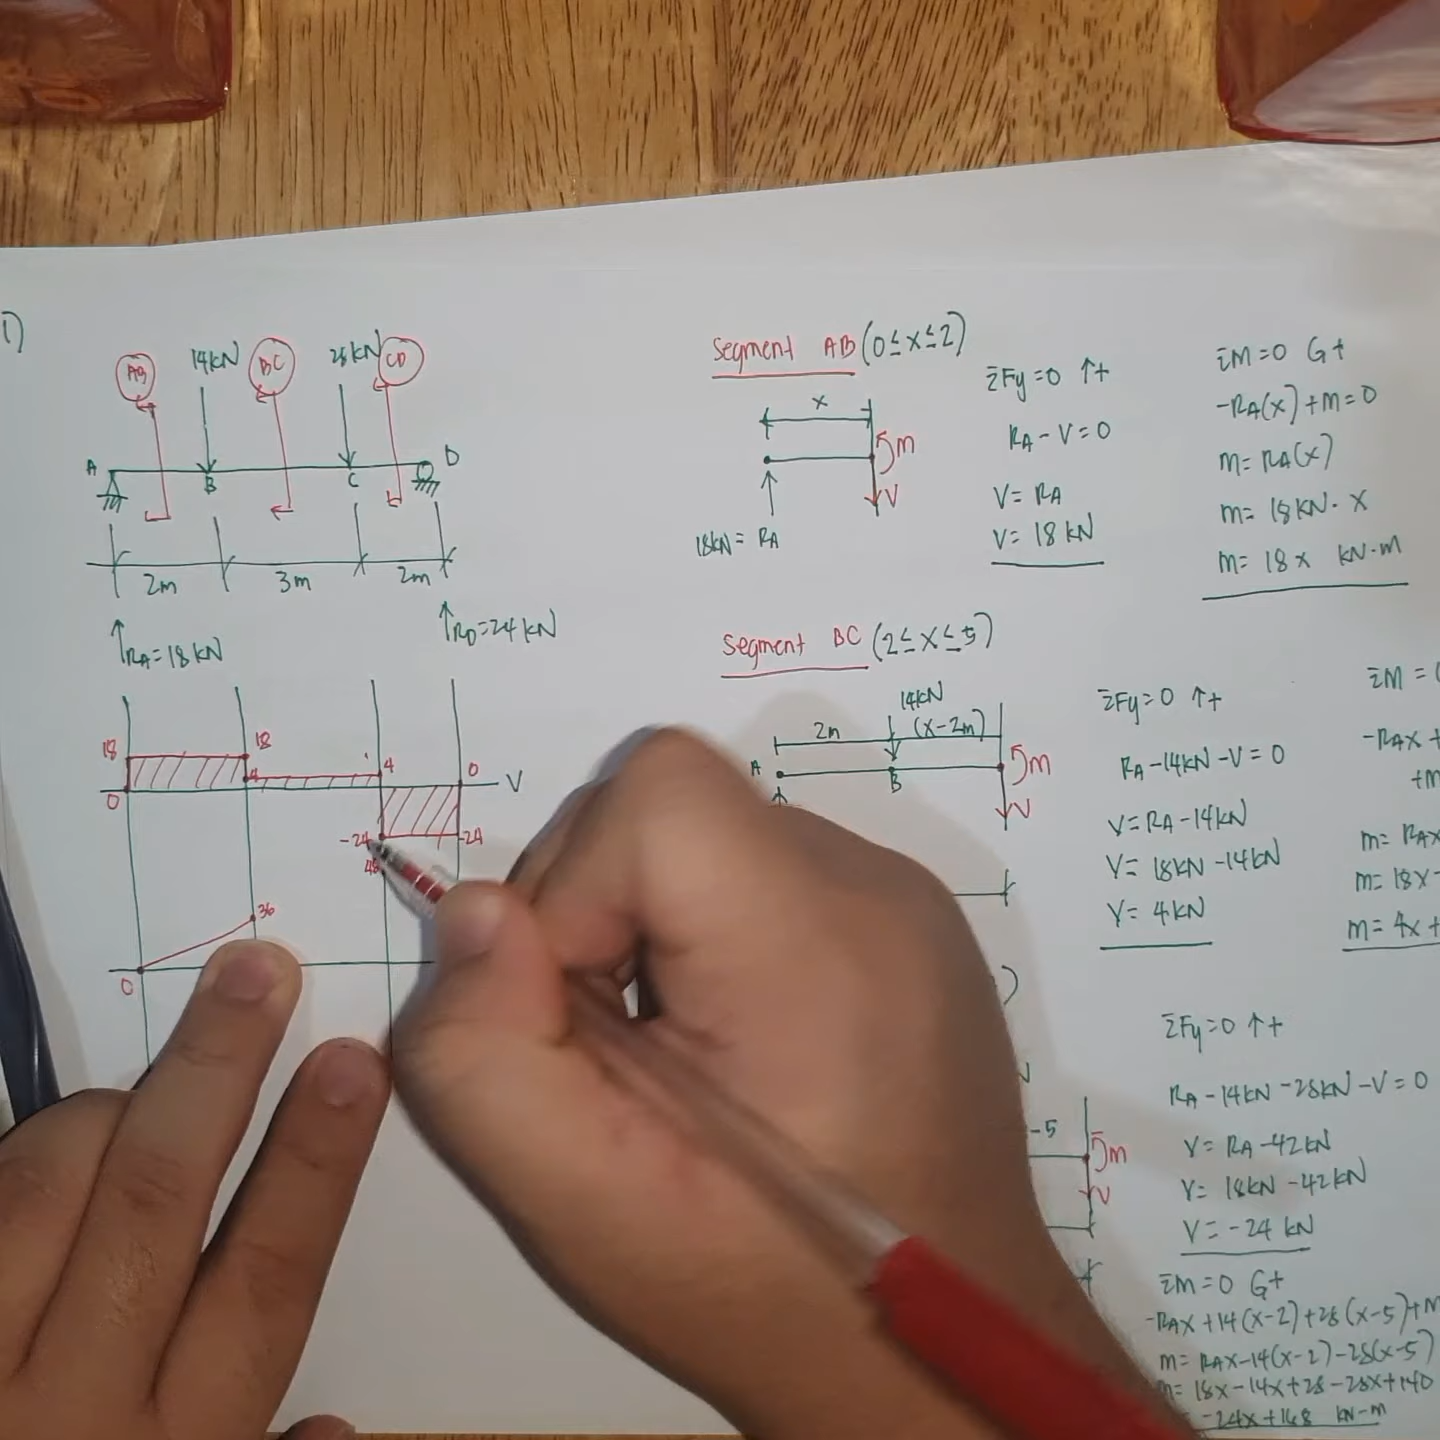 1)
AB
14KN
BC
28KN
CD
A
B
C
D
2m
3m
2m
RA=18KN
RD=24KN
18
18
4
4
0
0
V
-24
-24
48
36
0
Segment AB (0≤x≤2)
x
M
V
18KN = RA
ΣFy=0 ↑+
RA-V=0
V= RA
V= 18 KN
ΣM=0 G+
-RA(x)+M=0
M= RA(x)
M= 18KN· x
M= 18x KN·m
Segment BC (2≤x≤5)
14KN
2m
(x-2m)
A
B
M
V
ΣFy=0 ↑+
RA-14KN-V=0
V=RA-14KN
V= 18KN-14KN
V= 4KN
ΣM =
-RAX +
+M
M= RAX
M= 18x-
M= 4x+
)
-5
M
V
ΣFy=0 ↑+
RA-14KN-28KN-V=0
V= RA-42KN
V= 18KN-42KN
V=-24 KN
ΣM=0 G+
-RAX+14(x-2)+28(x-5)+M
M= RAX-14(x-2)-28(x-5)
M= 18x-14x+28-28x+140
-24x+168 KN-m